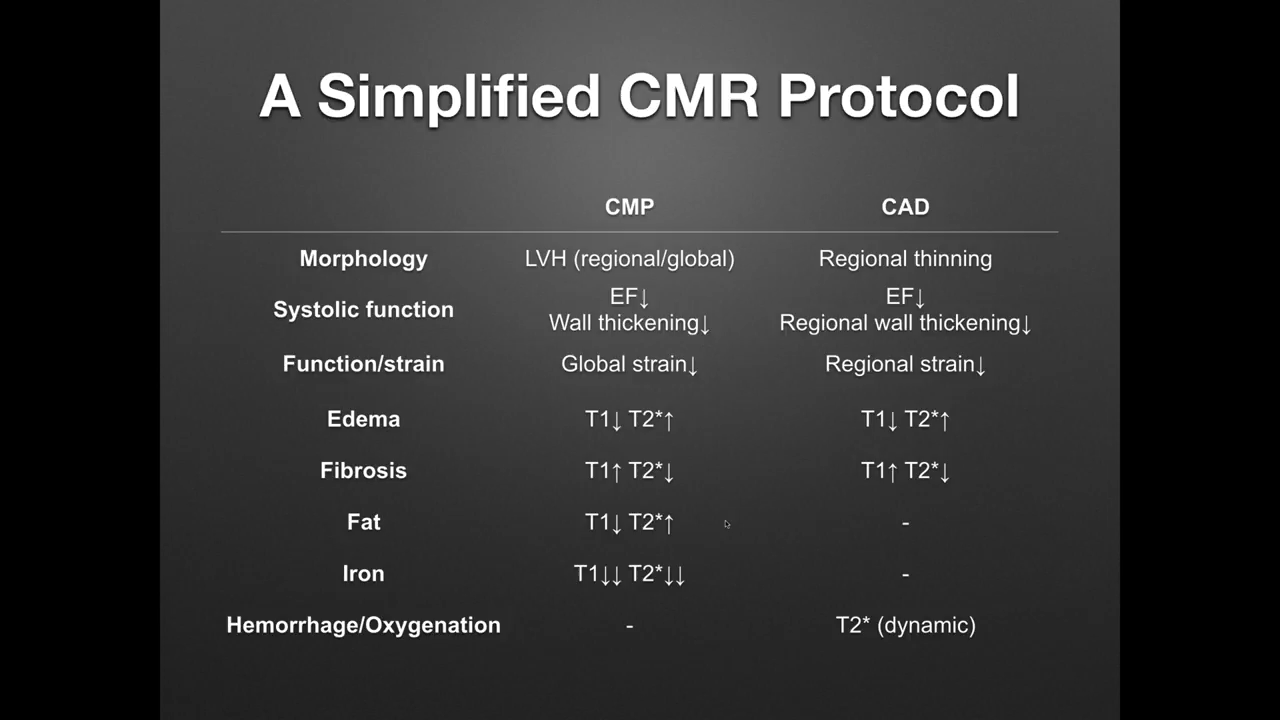 A Simplified CMR Protocol
CMP CAD
Morphology LVH (regional/global) Regional thinning
EF↓ EF↓
Systolic function
Wall thickening↓ Regional wall thickening↓
Function/strain Global strain↓ Regional strain↓
Edema T1↓ T2*↑ T1↓ T2*↑
Fibrosis T1↑ T2*↓ T1↑ T2*↓
Fat T1↓ T2*↑ -
Iron T1↓↓ T2*↓↓ -
Hemorrhage/Oxygenation - T2* (dynamic)